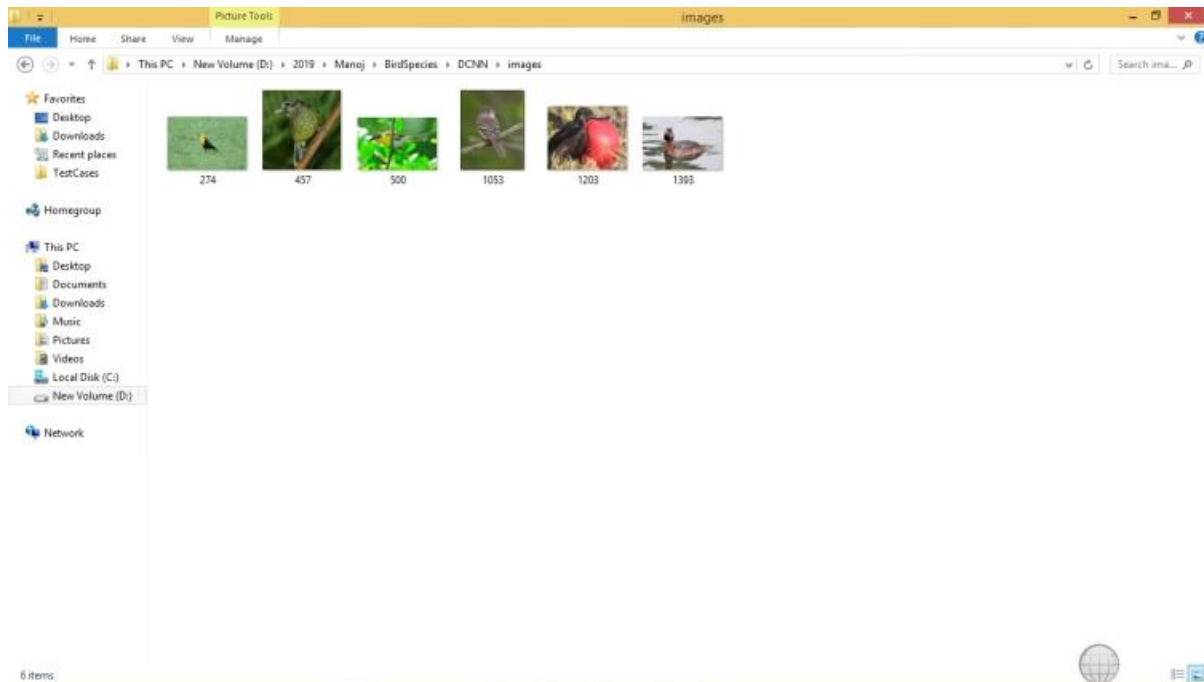 Picture Tools
images
File Home Share View Manage
This PC New Volume (D:) 2019 Manoj BirdSpecies DCNN images
Search ima...
Favorites
Desktop
Downloads
Recent places
TestCases
Homegroup
This PC
Desktop
Documents
Downloads
Music
Pictures
Videos
Local Disk (C:)
New Volume (D:)
Network
274 457 500 1053 1203 1393
6 items